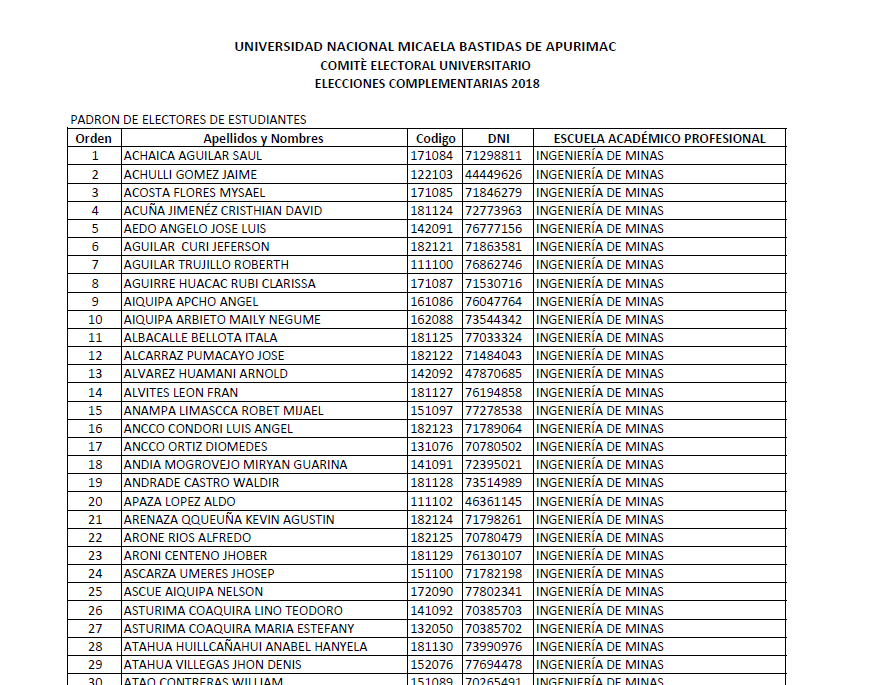 UNIVERSIDAD NACIONAL MICAELA BASTIDAS DE APURIMAC
COMITÈ ELECTORAL UNIVERSITARIO
ELECCIONES COMPLEMENTARIAS 2018
PADRON DE ELECTORES DE ESTUDIANTES
Orden Apellidos y Nombres Codigo DNI ESCUELA ACADÉMICO PROFESIONAL
1 ACHAICA AGUILAR SAUL 171084 71298811 INGENIERÍA DE MINAS
2 ACHULLI GOMEZ JAIME 122103 44449626 INGENIERÍA DE MINAS
3 ACOSTA FLORES MYSAEL 171085 71846279 INGENIERÍA DE MINAS
4 ACUÑA JIMENÉZ CRISTHIAN DAVID 181124 72773963 INGENIERÍA DE MINAS
5 AEDO ANGELO JOSE LUIS 142091 76777156 INGENIERÍA DE MINAS
6 AGUILAR CURI JEFERSON 182121 71863581 INGENIERÍA DE MINAS
7 AGUILAR TRUJILLO ROBERTH 111100 76862746 INGENIERÍA DE MINAS
8 AGUIRRE HUACAC RUBI CLARISSA 171087 71530716 INGENIERÍA DE MINAS
9 AIQUIPA APCHO ANGEL 161086 76047764 INGENIERÍA DE MINAS
10 AIQUIPA ARBIETO MAILY NEGUME 162088 73544342 INGENIERÍA DE MINAS
11 ALBACALLE BELLOTA ITALA 181125 77033324 INGENIERÍA DE MINAS
12 ALCARRAZ PUMACAYO JOSE 182122 71484043 INGENIERÍA DE MINAS
13 ALVAREZ HUAMANI ARNOLD 142092 47870685 INGENIERÍA DE MINAS
14 ALVITES LEON FRAN 181127 76194858 INGENIERÍA DE MINAS
15 ANAMPA LIMASCCA ROBET MIJAEL 151097 77278538 INGENIERÍA DE MINAS
16 ANCCO CONDORI LUIS ANGEL 182123 71789064 INGENIERÍA DE MINAS
17 ANCCO ORTIZ DIOMEDES 131076 70780502 INGENIERÍA DE MINAS
18 ANDIA MOGROVEJO MIRYAN GUARINA 141091 72395021 INGENIERÍA DE MINAS
19 ANDRADE CASTRO WALDIR 181128 73514989 INGENIERÍA DE MINAS
20 APAZA LOPEZ ALDO 111102 46361145 INGENIERÍA DE MINAS
21 ARENAZA QQUEUÑA KEVIN AGUSTIN 182124 71798261 INGENIERÍA DE MINAS
22 ARONE RIOS ALFREDO 182125 70780479 INGENIERÍA DE MINAS
23 ARONI CENTENO JHOBER 181129 76130107 INGENIERÍA DE MINAS
24 ASCARZA UMERES JHOSEP 151100 71782198 INGENIERÍA DE MINAS
25 ASCUE AIQUIPA NELSON 172090 77802341 INGENIERÍA DE MINAS
26 ASTURIMA COAQUIRA LINO TEODORO 141092 70385703 INGENIERÍA DE MINAS
27 ASTURIMA COAQUIRA MARIA ESTEFANY 132050 70385702 INGENIERÍA DE MINAS
28 ATAHUA HUILLCAÑAHUI ANABEL HANYELA 181130 73990976 INGENIERÍA DE MINAS
29 ATAHUA VILLEGAS JHON DENIS 152076 77694478 INGENIERÍA DE MINAS
30 ATAO CONTRERAS WILLIAM 151089 70265491 INGENIERÍA DE MINAS